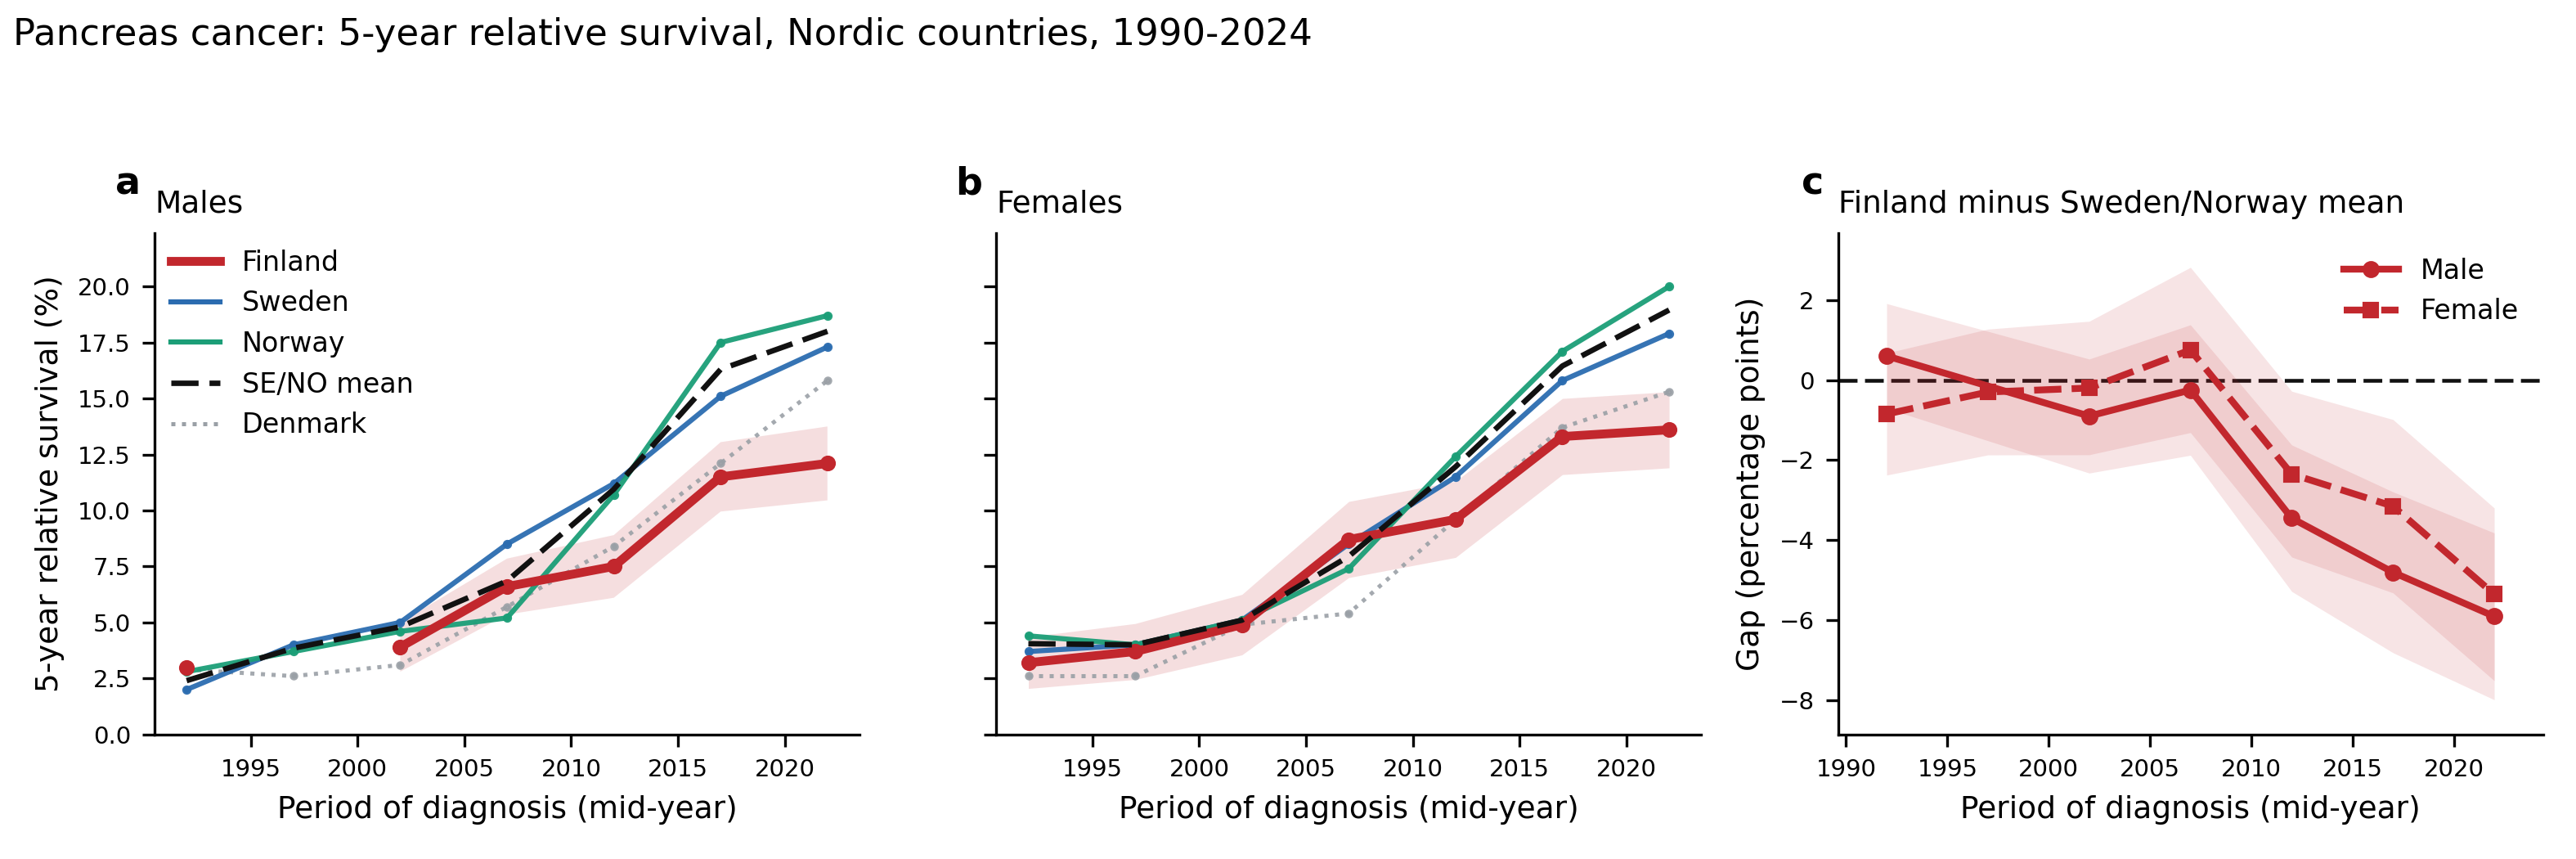 Pancreas cancer: 5-year relative survival, Nordic countries, 1990-2024
a
Males
Finland
Sweden
Norway
SE/NO mean
Denmark
5-year relative survival (%)
20.0
17.5
15.0
12.5
10.0
7.5
5.0
2.5
0.0
1995 2000 2005 2010 2015 2020
Period of diagnosis (mid-year)
b
Females
1995 2000 2005 2010 2015 2020
Period of diagnosis (mid-year)
c
Finland minus Sweden/Norway mean
Male
Female
Gap (percentage points)
2
0
−2
−4
−6
−8
1990 1995 2000 2005 2010 2015 2020
Period of diagnosis (mid-year)